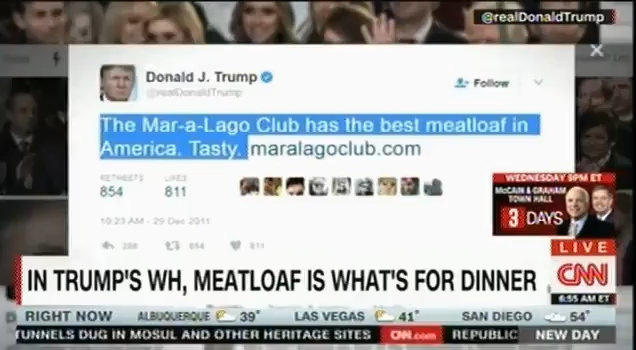 @realDonaldTrump
Donald J. Trump
@realDonaldTrump
Follow
The Mar-a-Lago Club has the best meatloaf in
America. Tasty. maralagoclub.com
RETWEETS
LIKES
854
811
10:23 AM - 29 Dec 2011
288
854
811
WEDNESDAY 9PM ET
McCAIN & GRAHAM
TOWN HALL
3 DAYS
LIVE
IN TRUMP'S WH, MEATLOAF IS WHAT'S FOR DINNER
CNN
6:55 AM ET
RIGHT NOW
ALBUQUERQUE
39°
LAS VEGAS
41°
SAN DIEGO
54°
TUNNELS DUG IN MOSUL AND OTHER HERITAGE SITES
CNN.com
REPUBLIC
NEW DAY